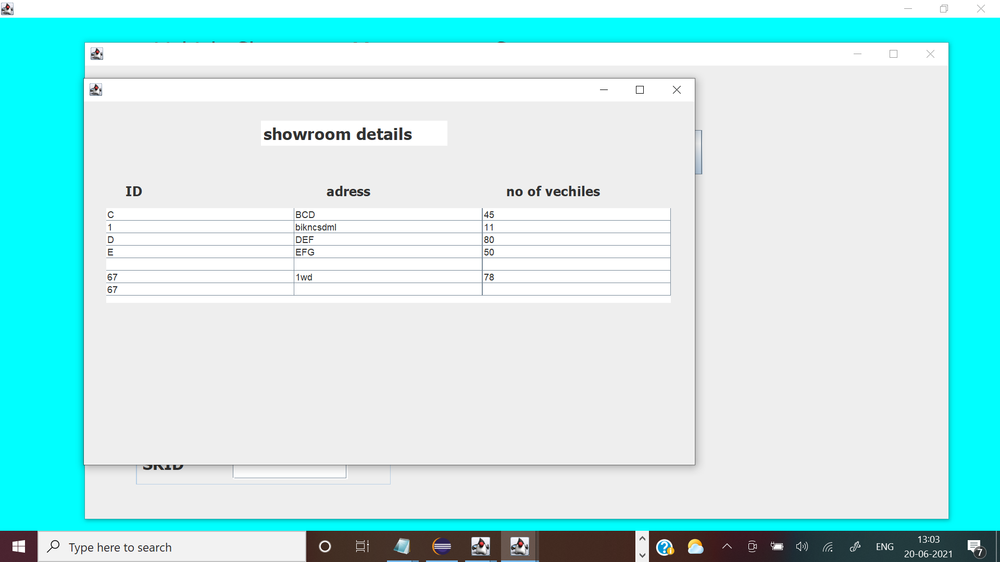 showroom details
ID adress no of vechiles
C BCD 45
1 bikncsdml 11
D DEF 80
E EFG 50
67 1wd 78
67
SRID
Type here to search
ENG
13:03
20-06-2021
7